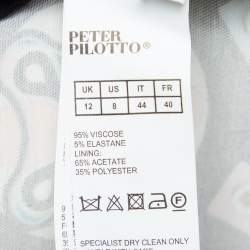 PETER
PILOTTO®
UK US IT FR
12 8 44 40
95% VISCOSE
5% ELASTANE
LINING:
65% ACETATE
35% POLYESTER
SPECIALIST DRY CLEAN ONLY